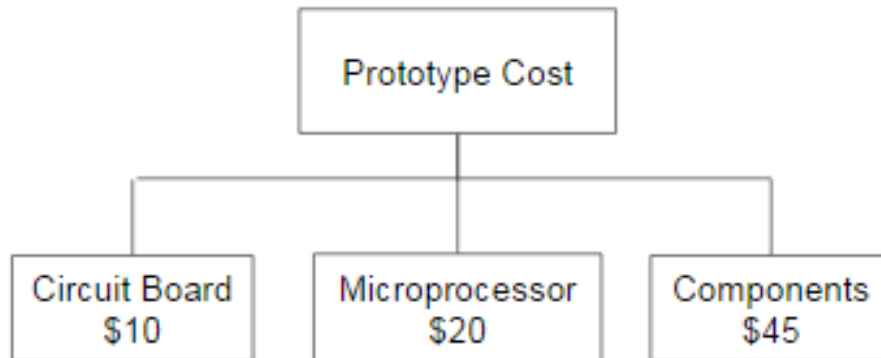 Prototype Cost
Circuit Board
$10
Microprocessor
$20
Components
$45